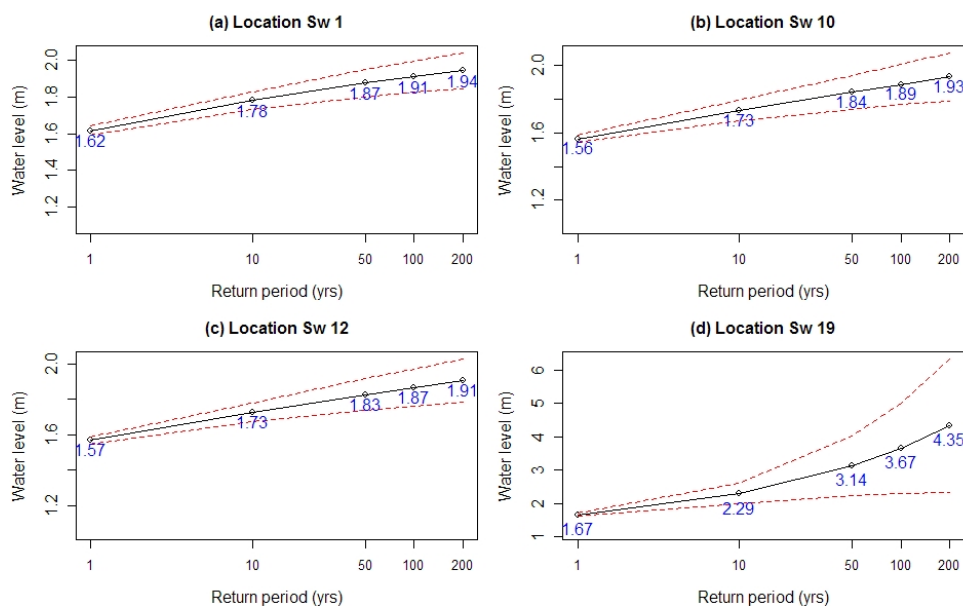 (a) Location Sw 1
Water level (m)
2.0
1.8
1.6
1.4
1.2
1.62
1.78
1.87
1.91
1.94
1 10 50 100 200
Return period (yrs)
(b) Location Sw 10
Water level (m)
2.0
1.6
1.2
1.56
1.73
1.84
1.89
1.93
1 10 50 100 200
Return period (yrs)
(c) Location Sw 12
Water level (m)
2.0
1.6
1.2
1.57
1.73
1.83
1.87
1.91
1 10 50 100 200
Return period (yrs)
(d) Location Sw 19
Water level (m)
6
5
4
3
2
1
1.67
2.29
3.14
3.67
4.35
1 10 50 100 200
Return period (yrs)